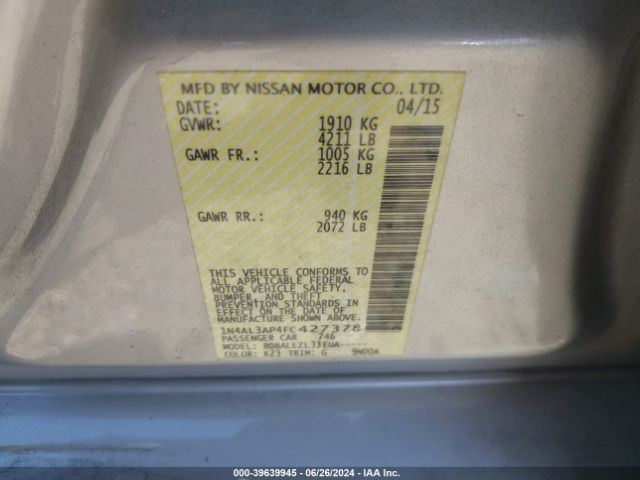 MFD BY NISSAN MOTOR CO., LTD.
DATE: 04/15
GVWR: 1910 KG
4211 LB
GAWR FR.: 1005 KG
2216 LB
GAWR RR.: 940 KG
2072 LB
THIS VEHICLE CONFORMS TO
ALL APPLICABLE FEDERAL
MOTOR VEHICLE SAFETY,
BUMPER, AND THEFT
PREVENTION STANDARDS IN
EFFECT ON THE DATE OF
MANUFACTURE SHOWN ABOVE.
1N4AL3AP4FC427378
PASSENGER CAR 746
MODEL: BDBALEZL33EUA-----
COLOR: K23 TRIM: G 9N00A
000-39639945 - 06/26/2024 - IAA